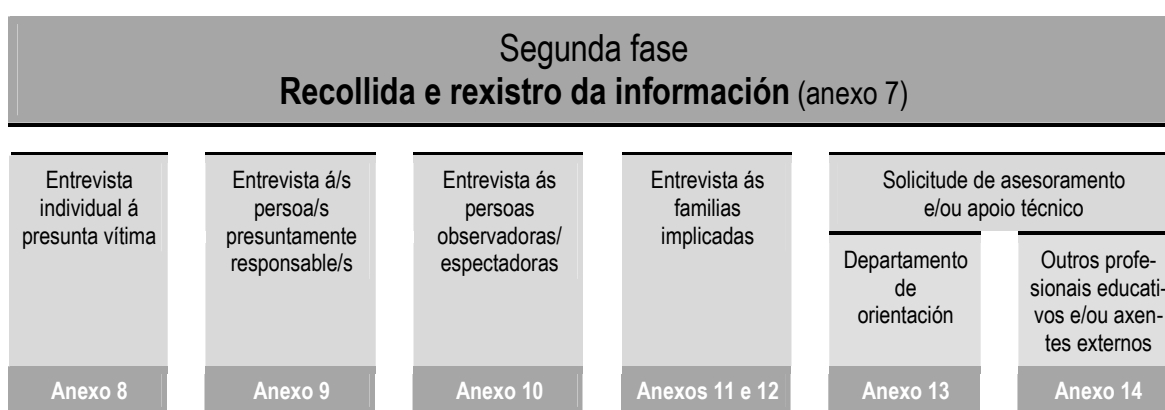 Segunda fase
Recollida e rexistro da información (anexo 7)
Entrevista
individual á
presunta vítima
Anexo 8
Entrevista á/s
persoa/s
presuntamente
responsable/s
Anexo 9
Entrevista ás
persoas
observadoras/
espectadoras
Anexo 10
Entrevista ás
familias
implicadas
Anexos 11 e 12
Solicitude de asesoramento
e/ou apoio técnico
Departamento
de
orientación
Anexo 13
Outros profe-
sionais educati-
vos e/ou axen-
tes externos
Anexo 14